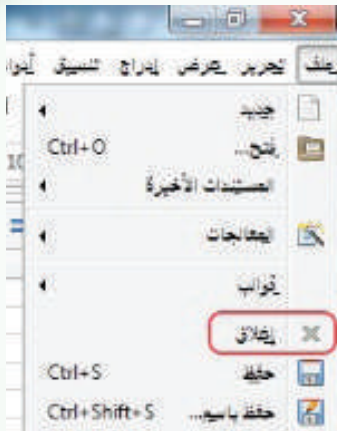 ملف تحرير عرض إدراج تنسيق
جديد
فتح... Ctrl+O
المستندات الأخيرة
المعالجات
قوالب
إغلاق
حفظ Ctrl+S
حفظ باسم... Ctrl+Shift+S